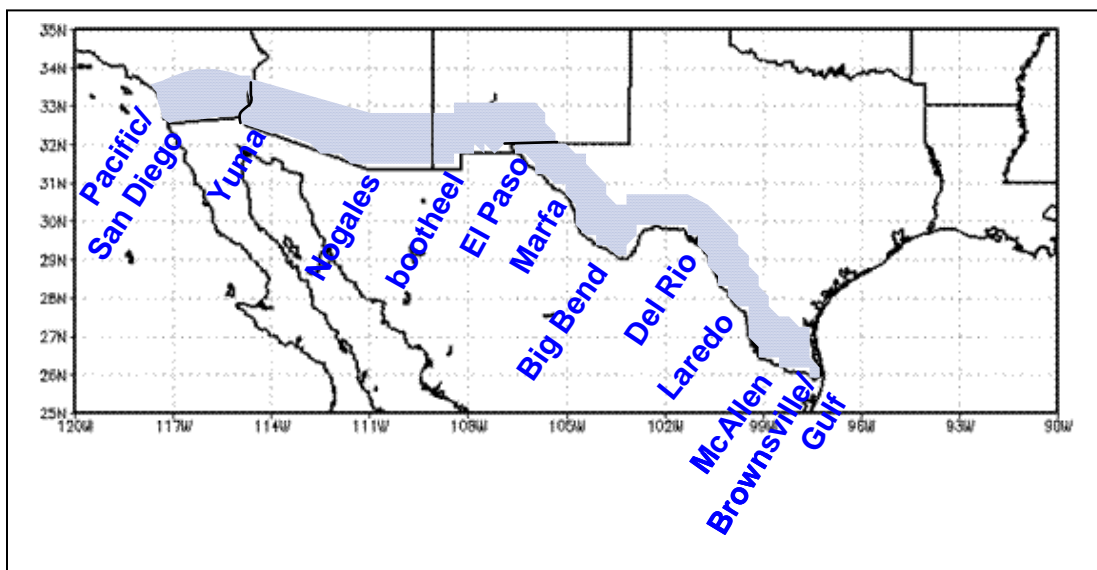 35N
34N
33N
32N
31N
30N
29N
28N
27N
26N
25N
120W
117W
114W
111W
108W
105W
102W
99W
96W
93W
90W
Pacific/
San Diego
Yuma
Nogales
bootheel
El Paso
Marfa
Big Bend
Del Rio
Laredo
McAllen
Brownsville/
Gulf